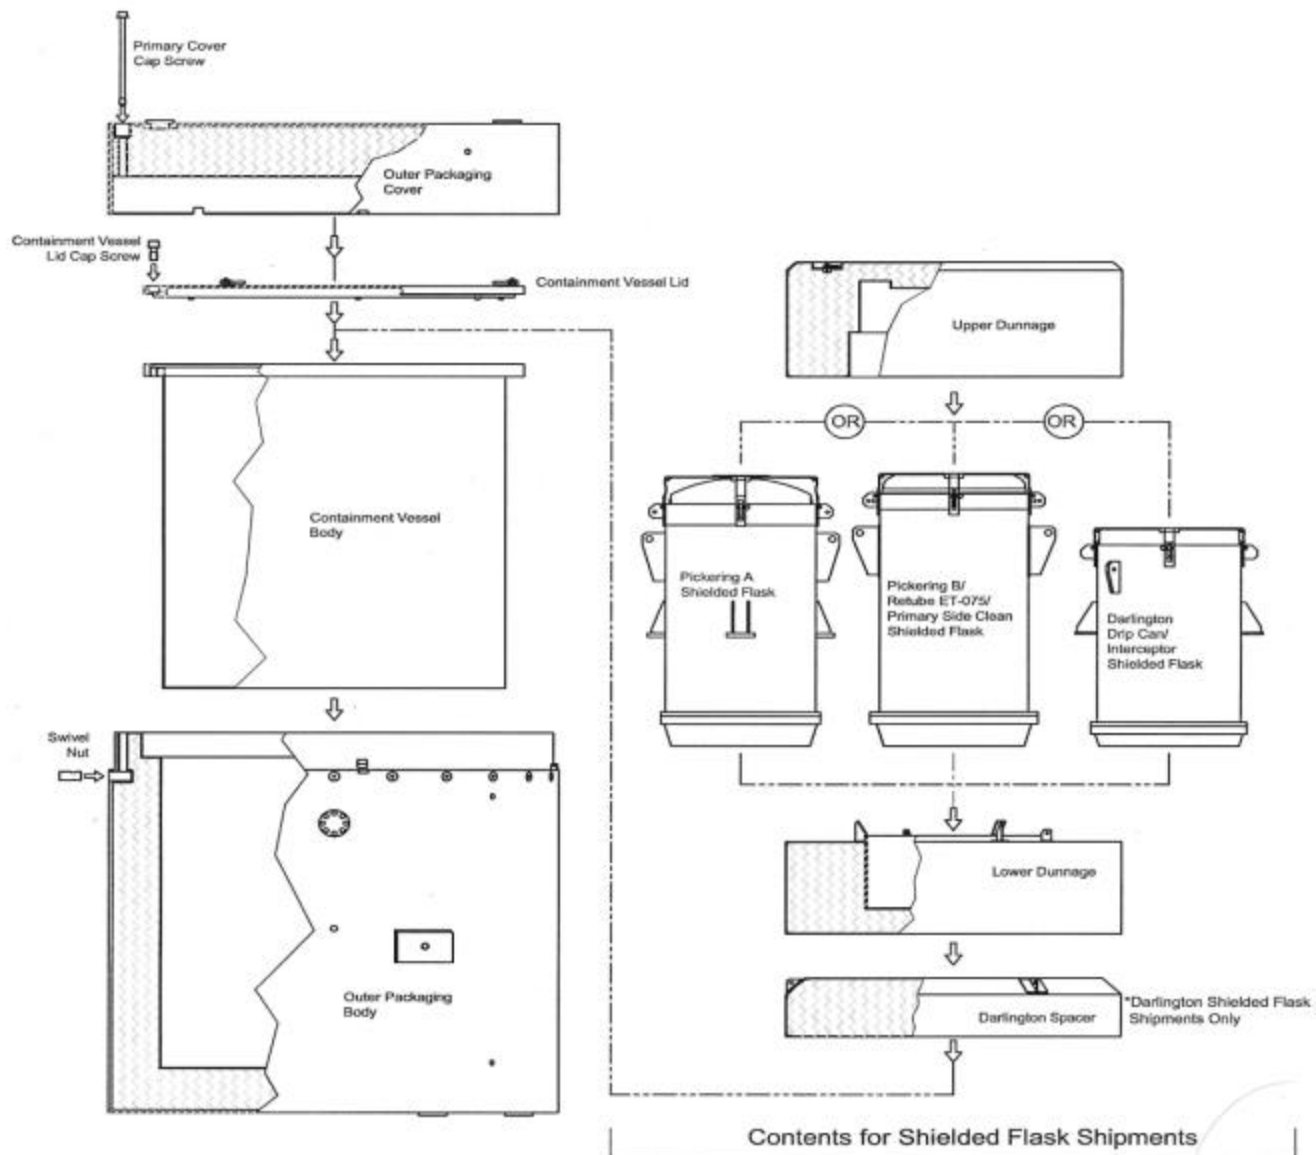 Primary Cover
Cap Screw
Outer Packaging
Cover
Containment Vessel
Lid Cap Screw
Containment Vessel Lid
Containment Vessel
Body
Swivel
Nut
Outer Packaging
Body
Upper Dunnage
OR
OR
Pickering A
Shielded Flask
Pickering B/
Retube ET-075/
Primary Side Clean
Shielded Flask
Darlington
Drip Can/
Interceptor
Shielded Flask
Lower Dunnage
Darlington Spacer
*Darlington Shielded Flask
Shipments Only
Contents for Shielded Flask Shipments